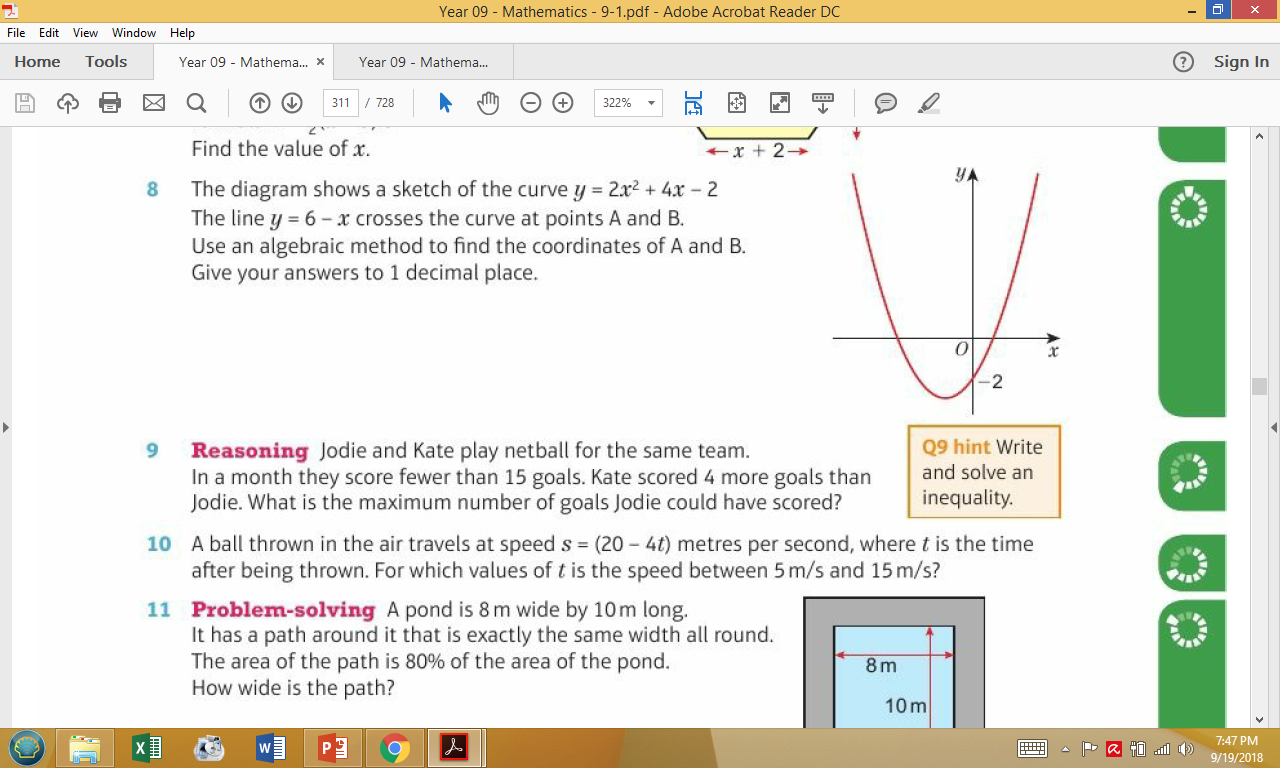 Year 09 - Mathematics - 9-1.pdf - Adobe Acrobat Reader DC
File Edit View Window Help
Home Tools Year 09 - Mathema... × Year 09 - Mathema... ? Sign In
311 / 728 322%
Find the value of x.
x + 2
8 The diagram shows a sketch of the curve y = 2x² + 4x – 2
The line y = 6 – x crosses the curve at points A and B.
Use an algebraic method to find the coordinates of A and B.
Give your answers to 1 decimal place.
y
O
x
–2
9 Reasoning Jodie and Kate play netball for the same team.
In a month they score fewer than 15 goals. Kate scored 4 more goals than
Jodie. What is the maximum number of goals Jodie could have scored?
Q9 hint Write
and solve an
inequality.
10 A ball thrown in the air travels at speed s = (20 – 4t) metres per second, where t is the time
after being thrown. For which values of t is the speed between 5 m/s and 15 m/s?
11 Problem-solving A pond is 8 m wide by 10 m long.
It has a path around it that is exactly the same width all round.
The area of the path is 80% of the area of the pond.
How wide is the path?
8 m
10 m
7:47 PM
9/19/2018